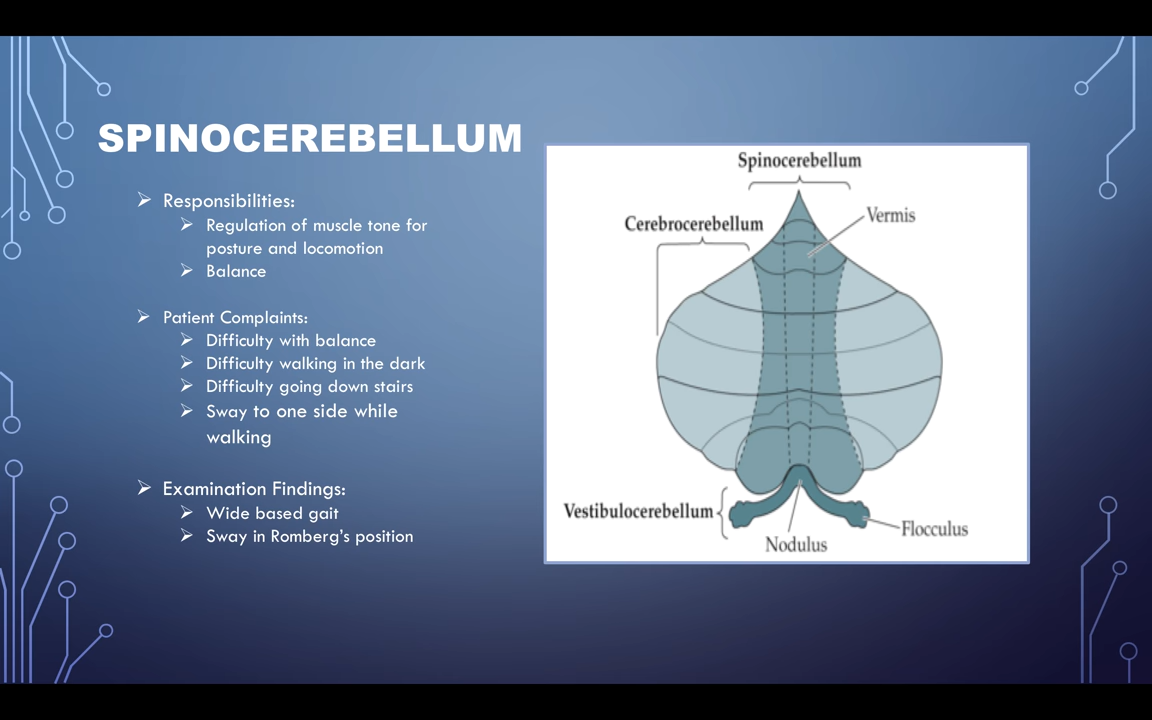 SPINOCEREBELLUM
Responsibilities:
Regulation of muscle tone for
posture and locomotion
Balance
Patient Complaints:
Difficulty with balance
Difficulty walking in the dark
Difficulty going down stairs
Sway to one side while
walking
Examination Findings:
Wide based gait
Sway in Romberg's position
Spinocerebellum
Vermis
Cerebrocerebellum
Vestibulocerebellum
Flocculus
Nodulus